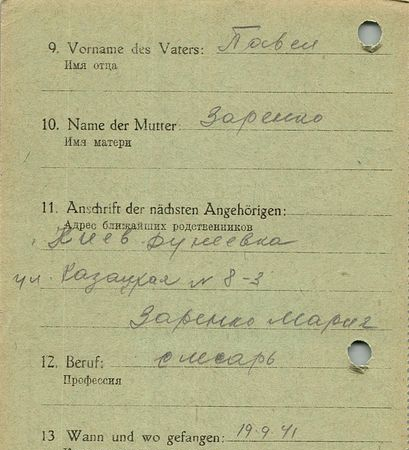 9. Vorname des Vaters: Павел
Имя отца
10. Name der Mutter: Заренко
Имя матери
11. Anschrift der nächsten Angehörigen:
Адрес ближайших родственников
Киев
ул. Казацкая N 8-3
Заренко Мария
12. Beruf: слесарь
Профессия
13 Wann und wo gefangen: 19.9.41